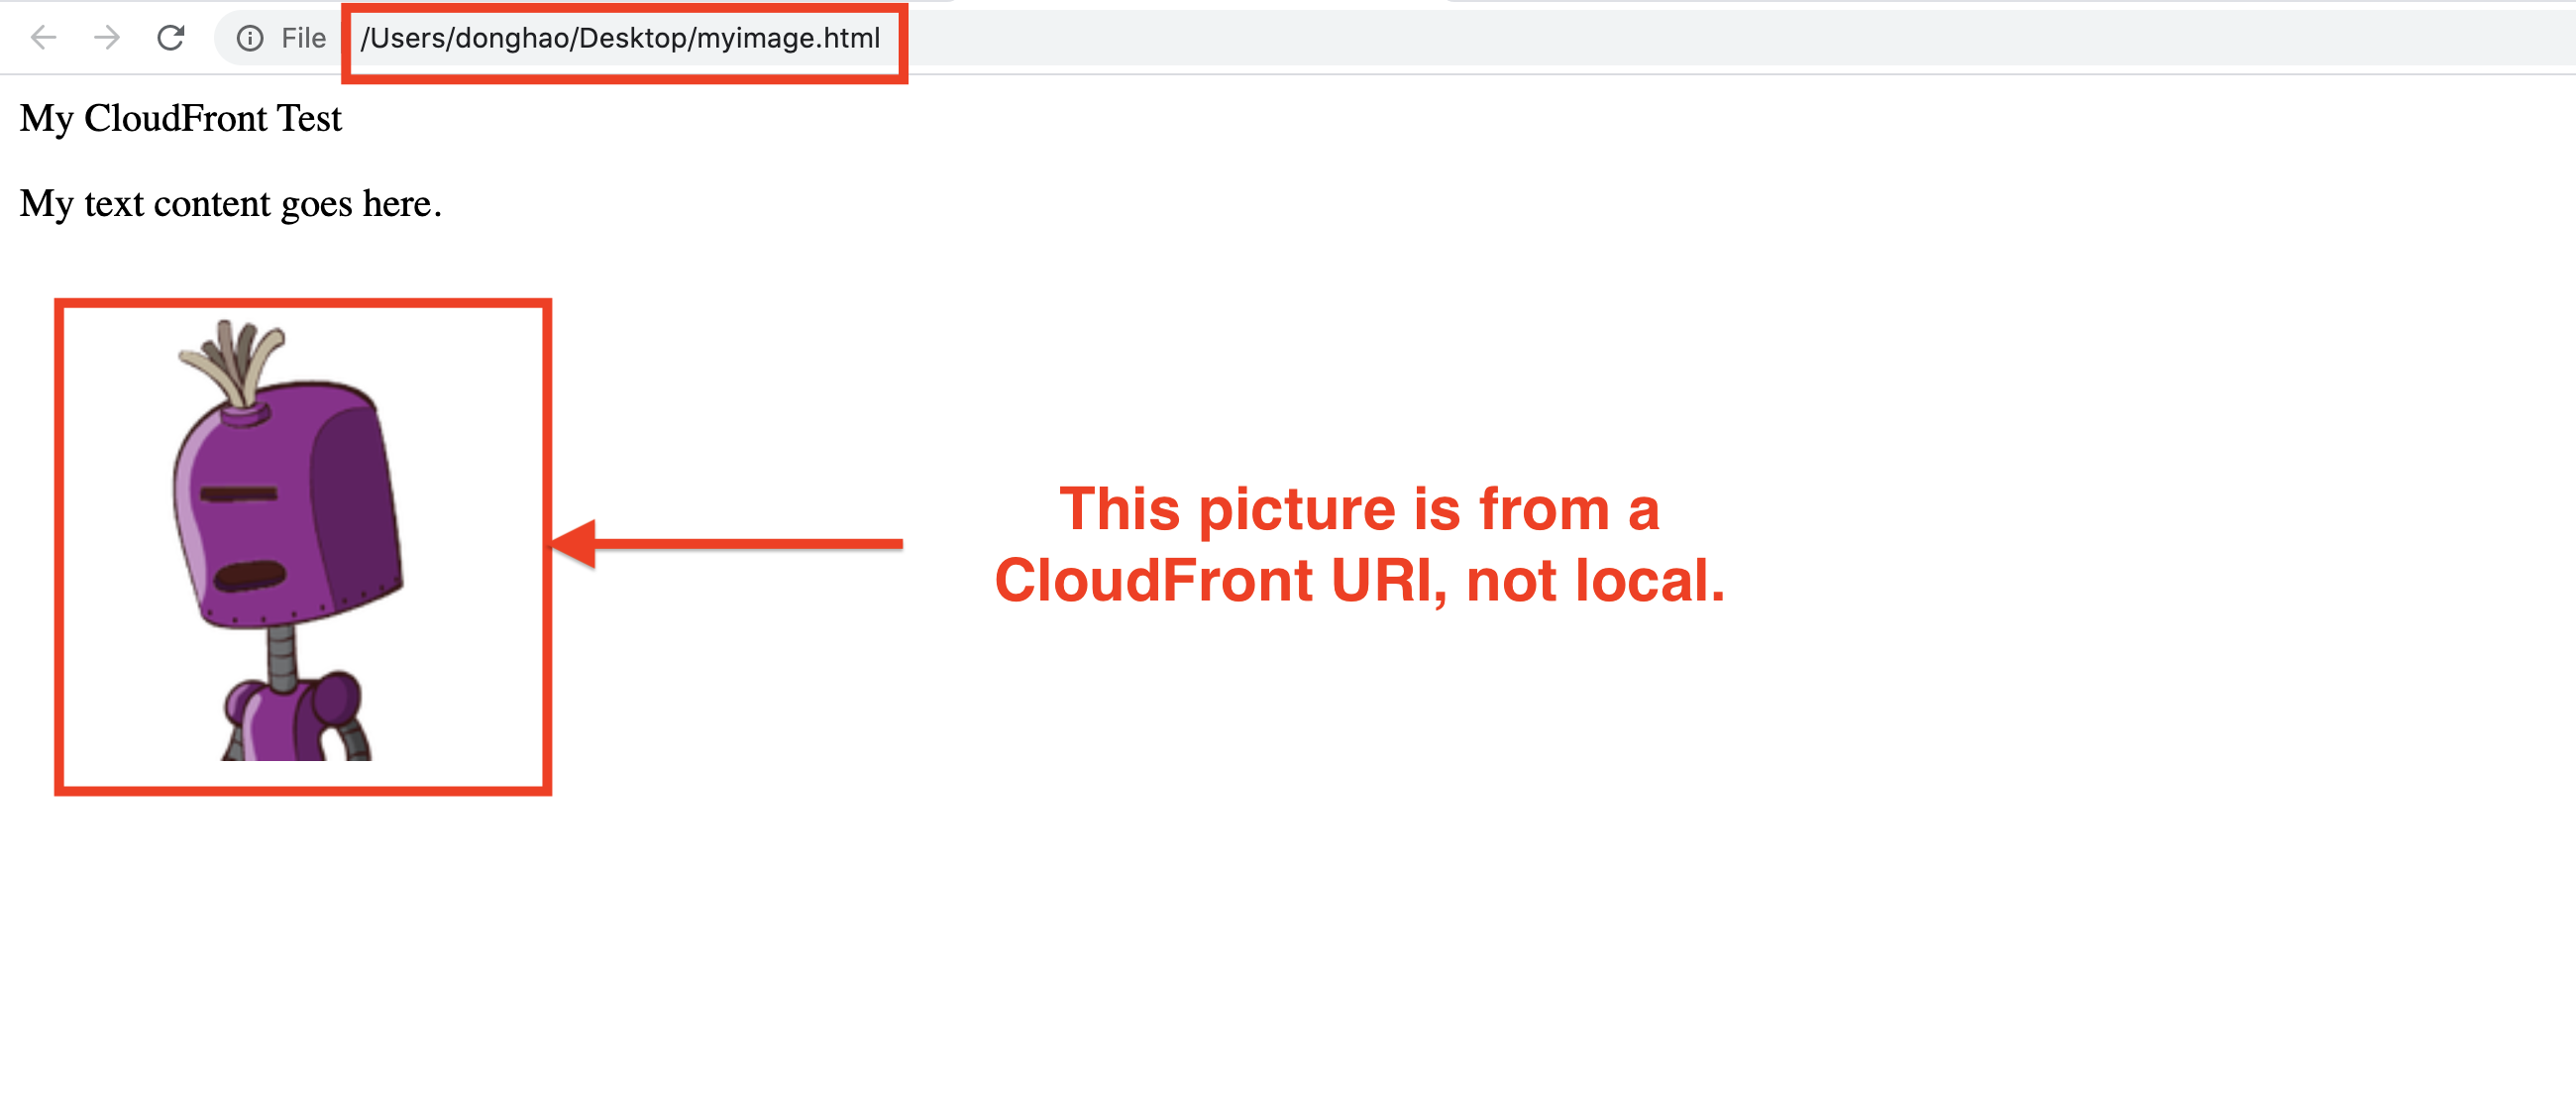 File /Users/donghao/Desktop/myimage.html
My CloudFront Test
My text content goes here.
This picture is from a
CloudFront URI, not local.